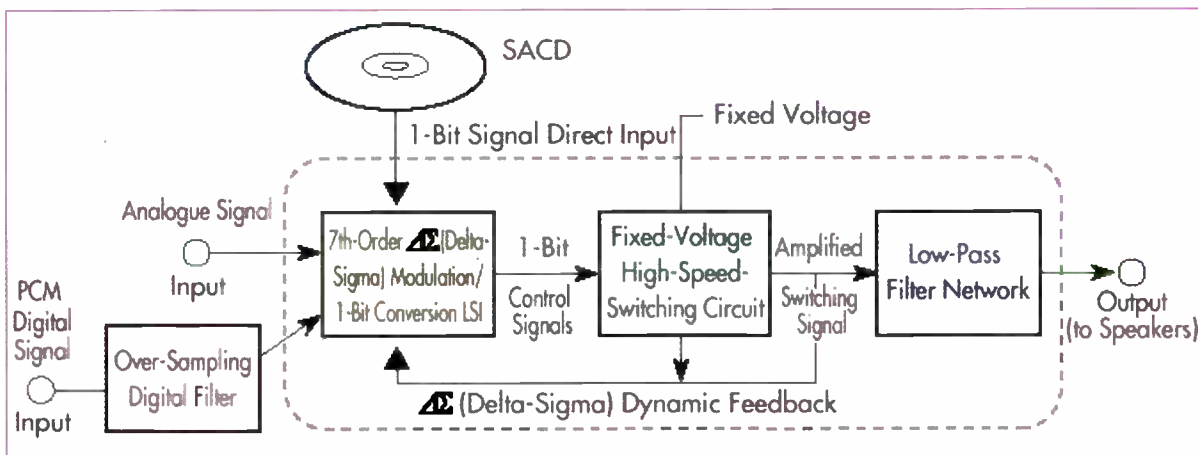 SACD
1-Bit Signal Direct Input
Fixed Voltage
Analogue Signal
Input
PCM
Digital
Signal
Input
Over-Sampling
Digital Filter
7th-Order ΔΣ (Delta-
Sigma) Modulation/
1-Bit Conversion LSI
1-Bit
Control
Signals
Fixed-Voltage
High-Speed-
Switching Circuit
Amplified
Switching
Signal
Low-Pass
Filter Network
Output
(to Speakers)
ΔΣ (Delta-Sigma) Dynamic Feedback